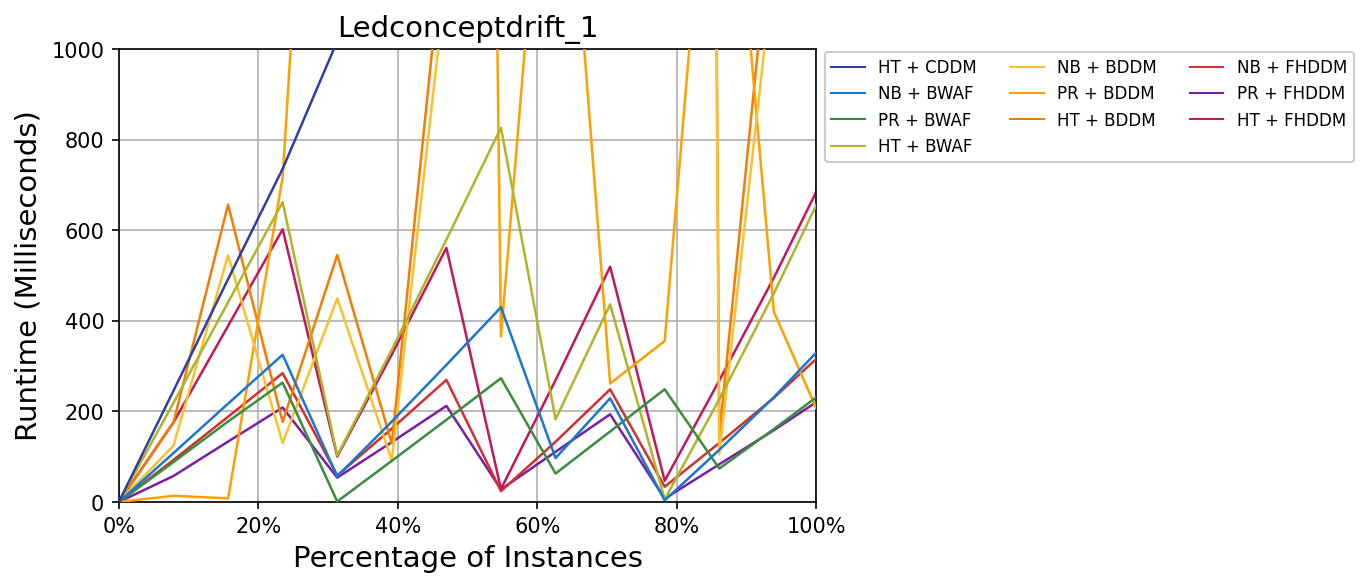 Ledconceptdrift_1
1000
800
600
400
200
0
Runtime (Milliseconds)
0% 20% 40% 60% 80% 100%
Percentage of Instances
HT + CDDM NB + BDDM NB + FHDDM
NB + BWAF PR + BDDM PR + FHDDM
PR + BWAF HT + BDDM HT + FHDDM
HT + BWAF